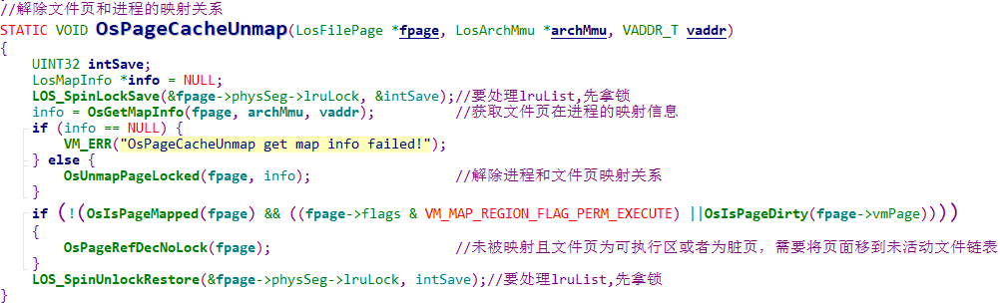 //解除文件页和进程的映射关系
STATIC VOID OsPageCacheUnmap(LosFilePage *fpage, LosArchMmu *archMmu, VADDR_T vaddr)
{
    UINT32 intSave;
    LosMapInfo *info = NULL;
    LOS_SpinLockSave(&fpage->physSeg->lruLock, &intSave);//要处理lruList,先拿锁
    info = OsGetMapInfo(fpage, archMmu, vaddr);          //获取文件页在进程的映射信息
    if (info == NULL) {
        VM_ERR("OsPageCacheUnmap get map info failed!");
    } else {
        OsUnmapPageLocked(fpage, info);                  //解除进程和文件页映射关系
    }
    if (!(OsIsPageMapped(fpage) && ((fpage->flags & VM_MAP_REGION_FLAG_PERM_EXECUTE) ||OsIsPageDirty(fpage->vmPage))))
    {
        OsPageRefDecNoLock(fpage);                       //未被映射且文件页为可执行区或者为脏页，需要将页面移到未活动文件链表
    }
    LOS_SpinUnlockRestore(&fpage->physSeg->lruLock, intSave);//要处理lruList,先拿锁
}